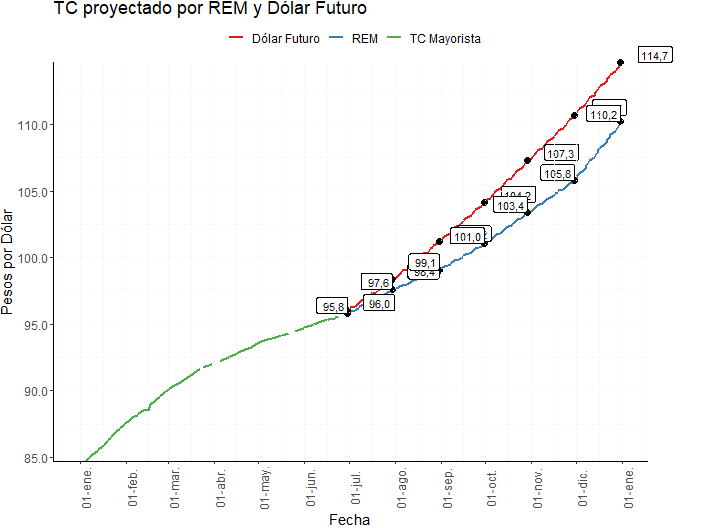 TC proyectado por REM y Dólar Futuro
Dólar Futuro REM TC Mayorista
114,7
110,2
107,3
105,8
103,4
101,0
99,1
98,4
97,6
96,0
95,8
110.0
105.0
100.0
95.0
90.0
85.0
Pesos por Dólar
01-ene.
01-feb.
01-mar.
01-abr.
01-may.
01-jun.
01-jul.
01-ago.
01-sep.
01-oct.
01-nov.
01-dic.
01-ene.
Fecha